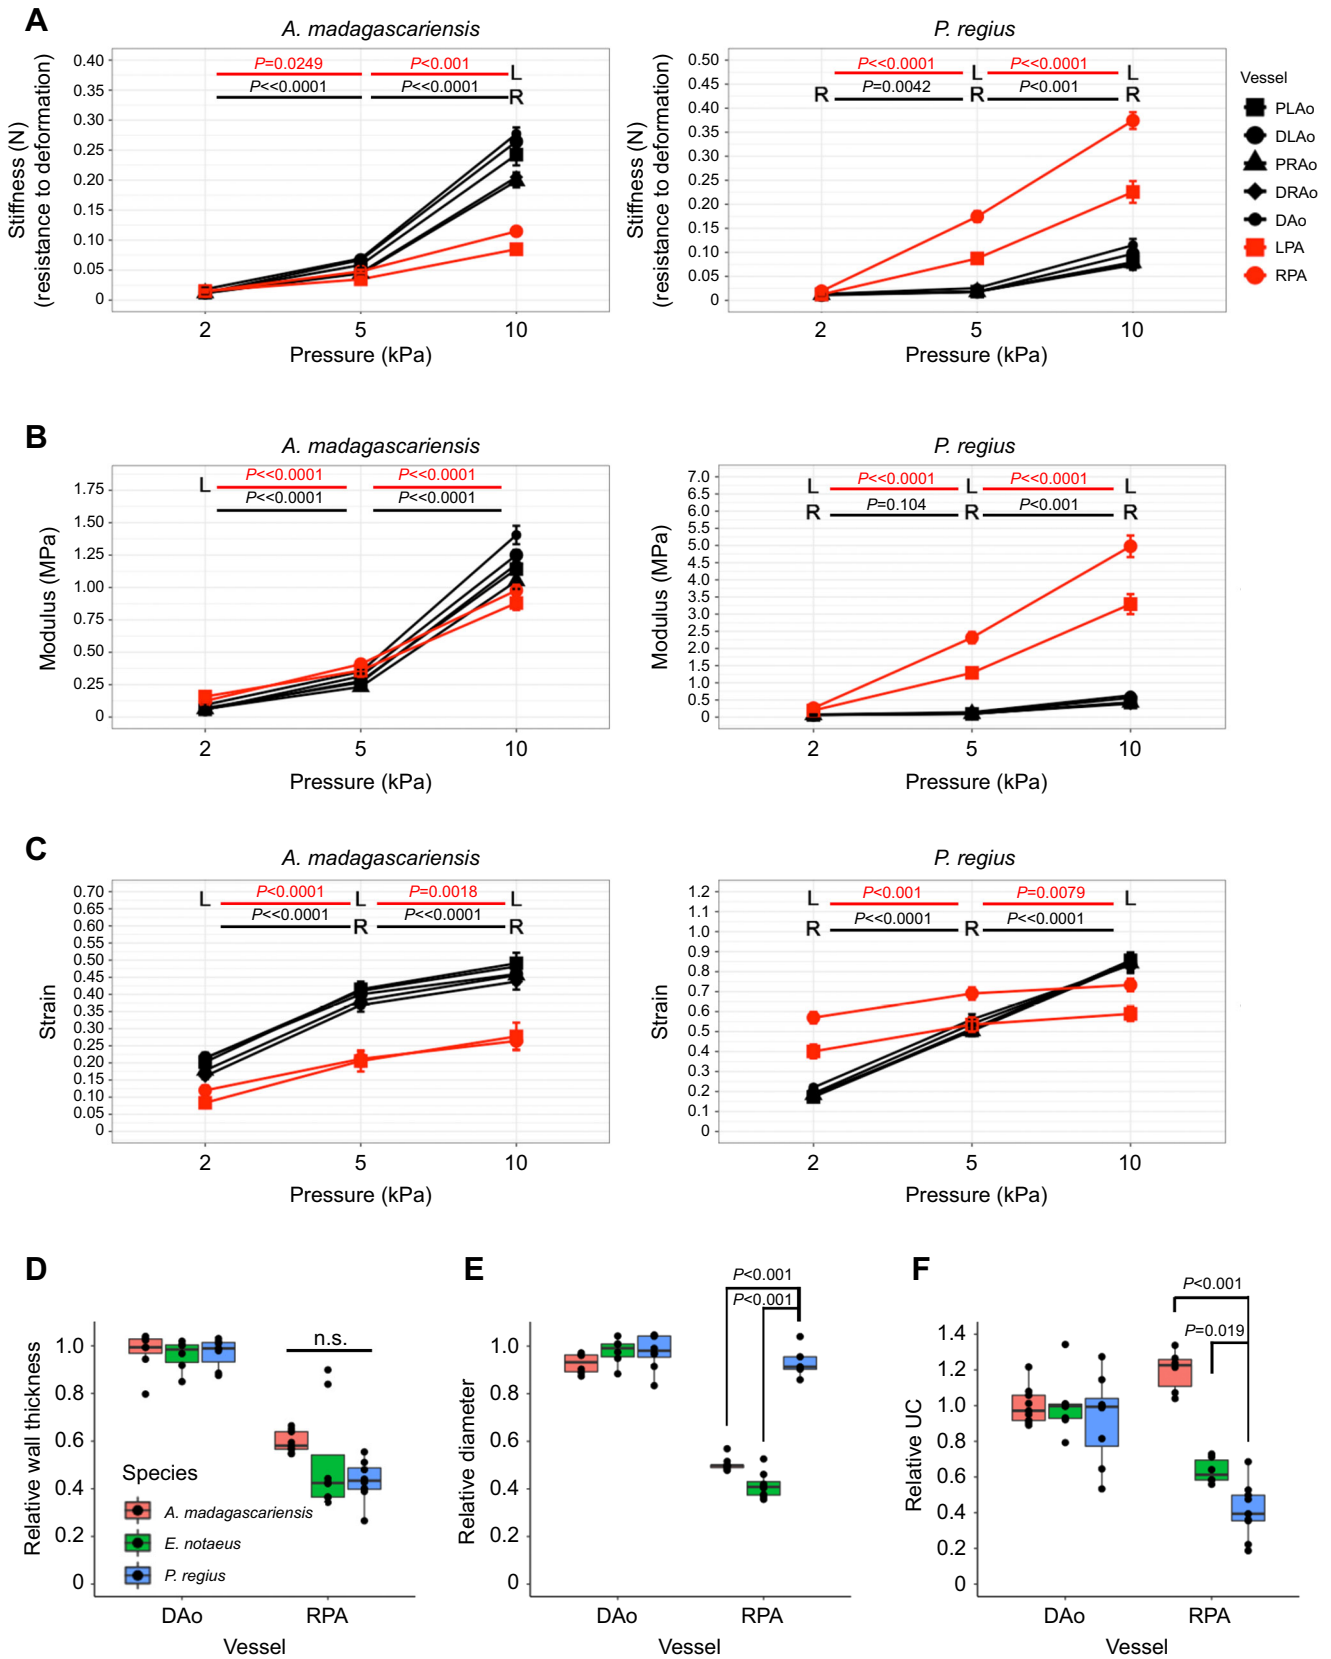 A
A. madagascariensis
P. regius
Stiffness (N)
(resistance to deformation)
0.40
0.35
0.30
0.25
0.20
0.15
0.10
0.05
0
P=0.0249
P<0.001
L
P<<0.0001
P<<0.0001
R
2
5
10
Pressure (kPa)
Stiffness (N)
(resistance to deformation)
0.50
0.45
0.40
0.35
0.30
0.25
0.20
0.15
0.10
0.05
0
P<<0.0001
L
P<<0.0001
L
R
P=0.0042
R
P<0.001
R
2
5
10
Pressure (kPa)
Vessel
PLAo
DLAo
PRAo
DRAo
DAo
LPA
RPA
B
A. madagascariensis
P. regius
Modulus (MPa)
1.75
1.50
1.25
1.00
0.75
0.50
0.25
0
L
P<<0.0001
P<<0.0001
P<<0.0001
P<<0.0001
2
5
10
Pressure (kPa)
Modulus (MPa)
7.0
6.5
6.0
5.5
5.0
4.5
4.0
3.5
3.0
2.5
2.0
1.5
1.0
0.5
0
L
P<<0.0001
L
P<<0.0001
L
R
P=0.104
R
P<0.001
R
2
5
10
Pressure (kPa)
C
A. madagascariensis
P. regius
Strain
0.70
0.65
0.60
0.55
0.50
0.45
0.40
0.35
0.30
0.25
0.20
0.15
0.10
0.05
0
L
P<0.0001
L
P=0.0018
L
P<<0.0001
R
P<<0.0001
R
2
5
10
Pressure (kPa)
Strain
1.2
1.1
1.0
0.9
0.8
0.7
0.6
0.5
0.4
0.3
0.2
0.1
0
L
P<0.001
P=0.0079
L
R
P<<0.0001
R
P<<0.0001
2
5
10
Pressure (kPa)
D
Relative wall thickness
1.0
0.8
0.6
0.4
0.2
0
n.s.
Species
A. madagascariensis
E. notaeus
P. regius
DAo
RPA
Vessel
E
Relative diameter
1.0
0.8
0.6
0.4
0.2
0
P<0.001
P<0.001
DAo
RPA
Vessel
F
Relative UC
1.4
1.2
1.0
0.8
0.6
0.4
0.2
0
P<0.001
P=0.019
DAo
RPA
Vessel